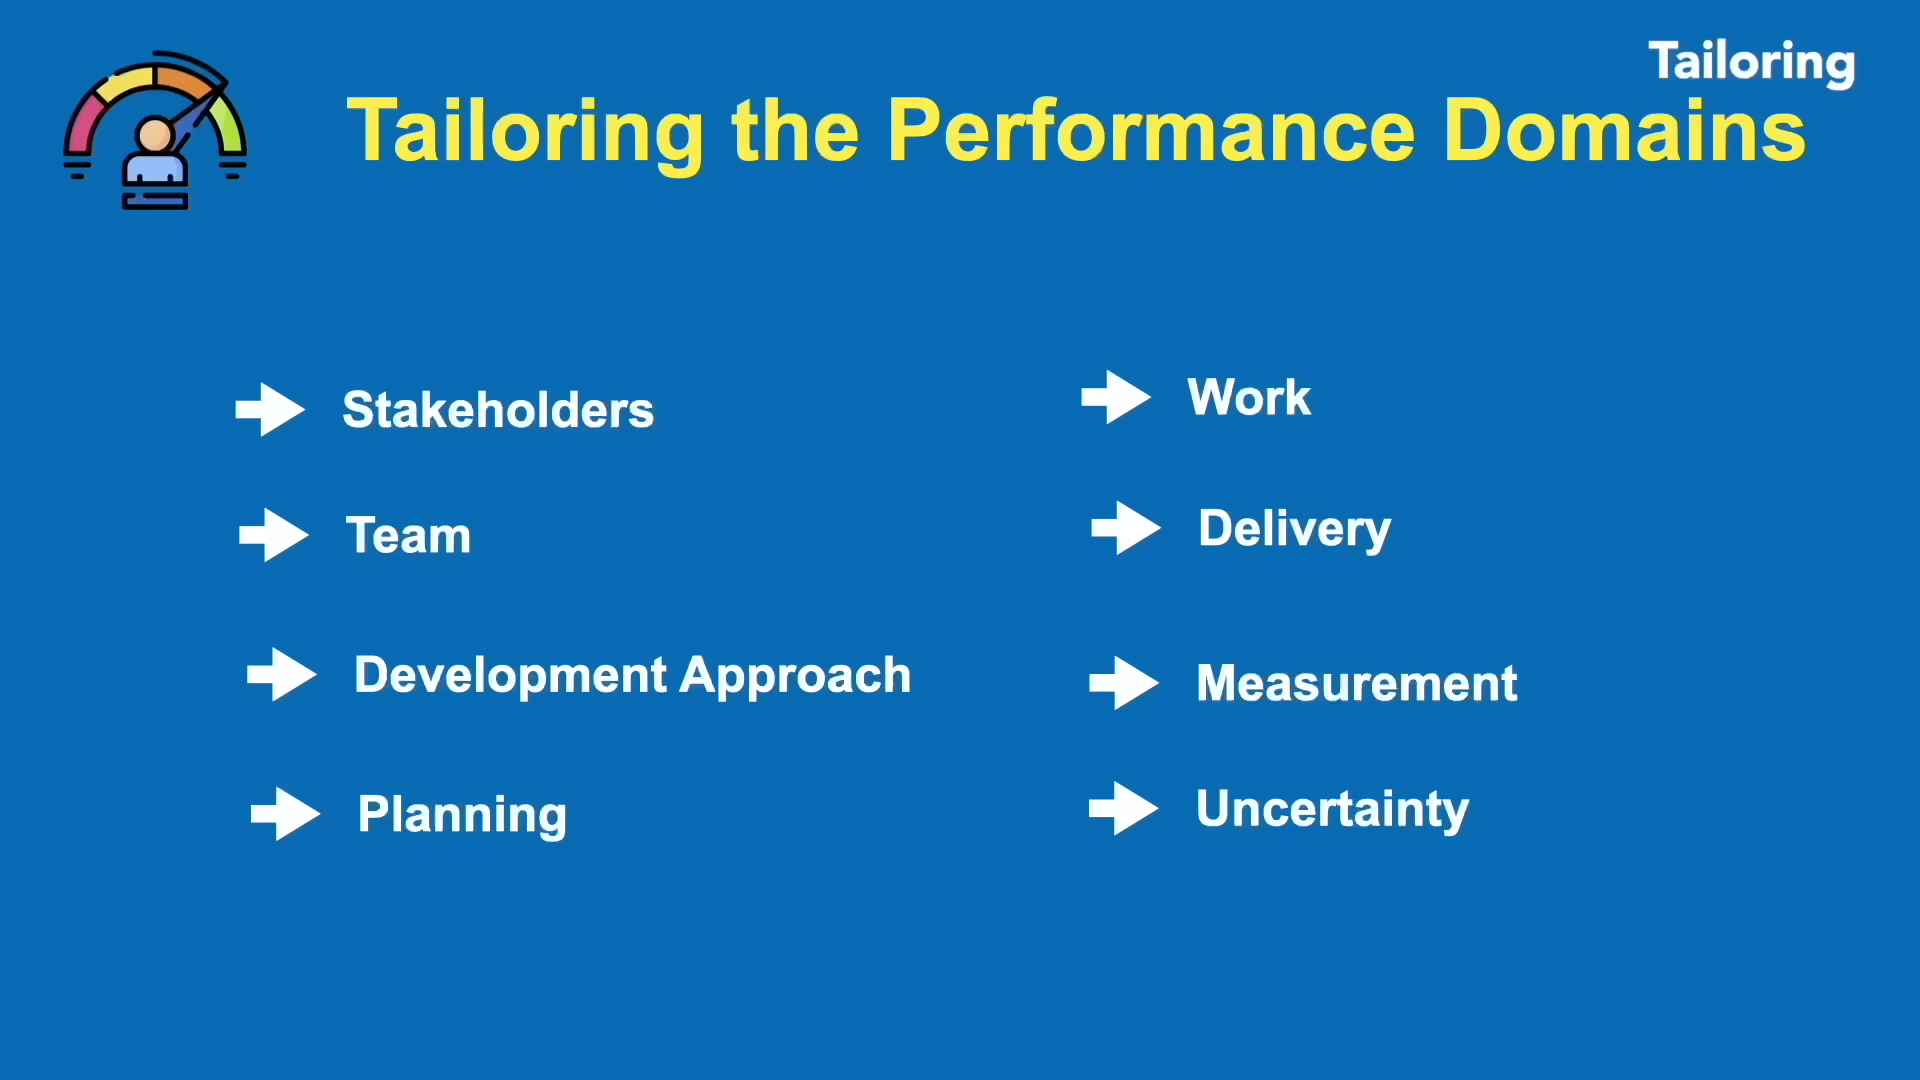 Tailoring
Tailoring the Performance Domains
Stakeholders
Team
Development Approach
Planning
Work
Delivery
Measurement
Uncertainty